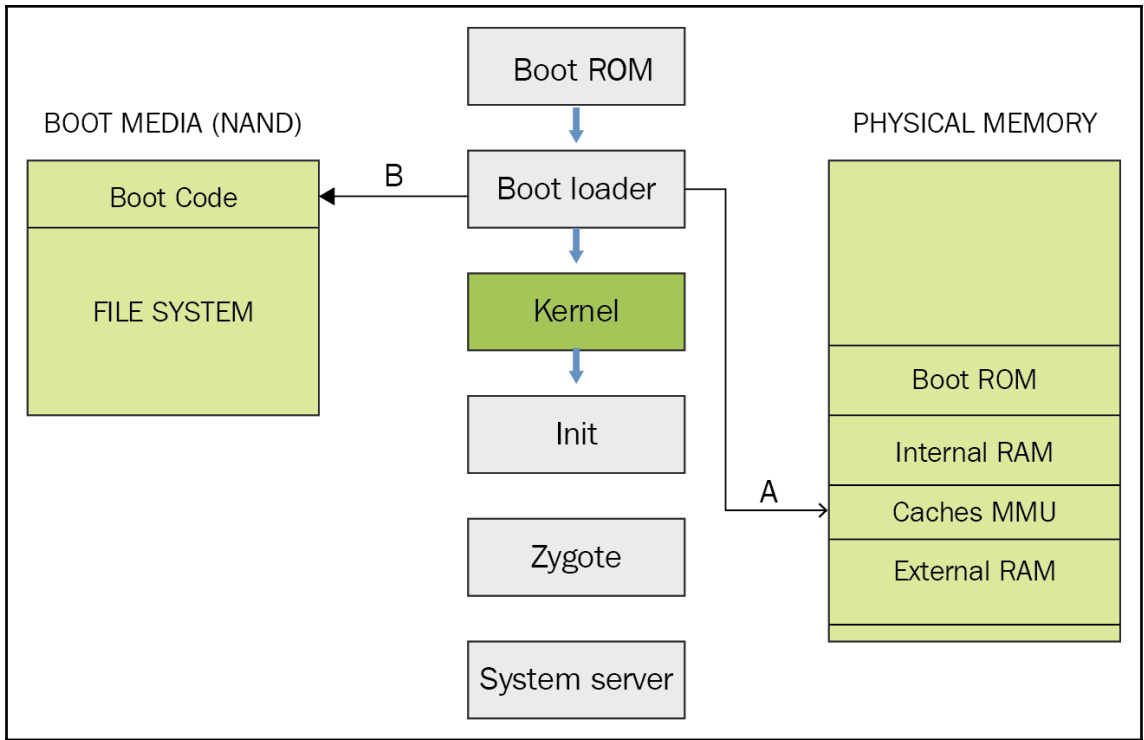 Boot ROM
BOOT MEDIA (NAND)
PHYSICAL MEMORY
Boot Code
B
Boot loader
FILE SYSTEM
Kernel
Boot ROM
Init
Internal RAM
A
Caches MMU
Zygote
External RAM
System server